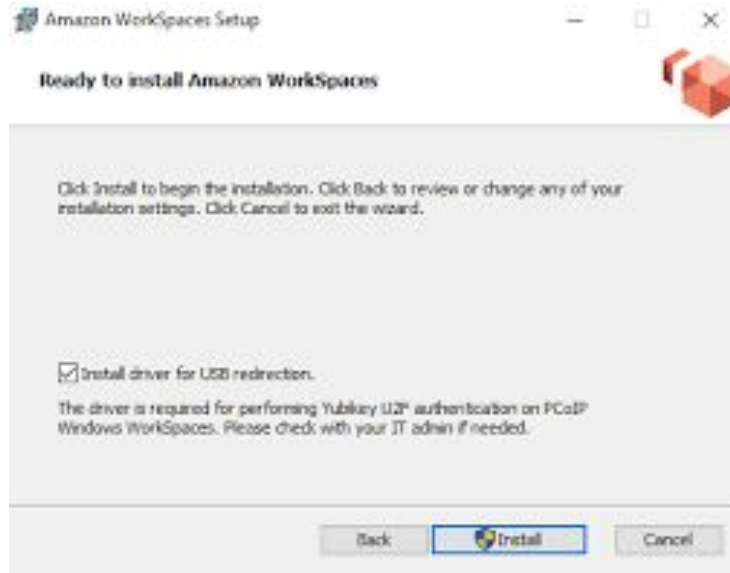 Amazon WorkSpaces Setup
Ready to install Amazon WorkSpaces
Click Install to begin the installation. Click Back to review or change any of your
installation settings. Click Cancel to exit the wizard.
Install driver for USB redirection.
The driver is required for performing Yubikey U2F authentication on PCoIP
Windows WorkSpaces. Please check with your IT admin if needed.
Back Install Cancel